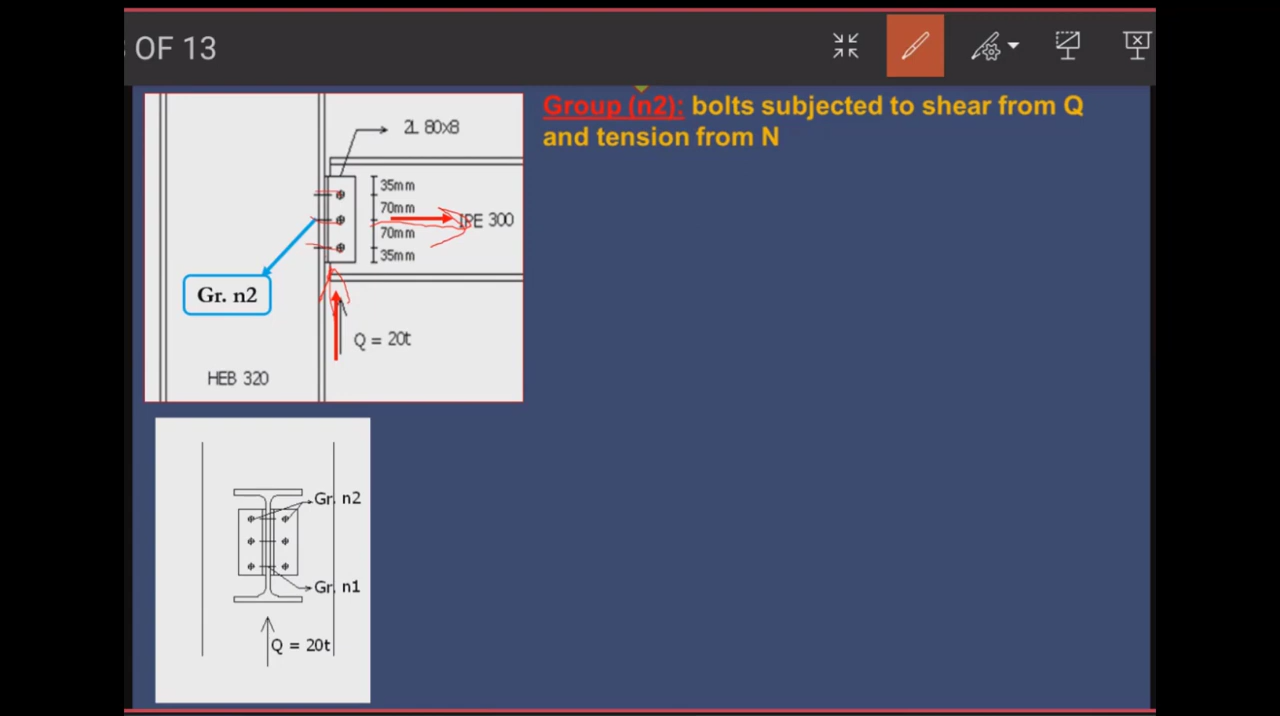 OF 13
Group (n2): bolts subjected to shear from Q
and tension from N
2L 80x8
35mm
70mm
IPE 300
70mm
35mm
Gr. n2
Q = 20t
HEB 320
Gr. n2
Gr. n1
Q = 20t